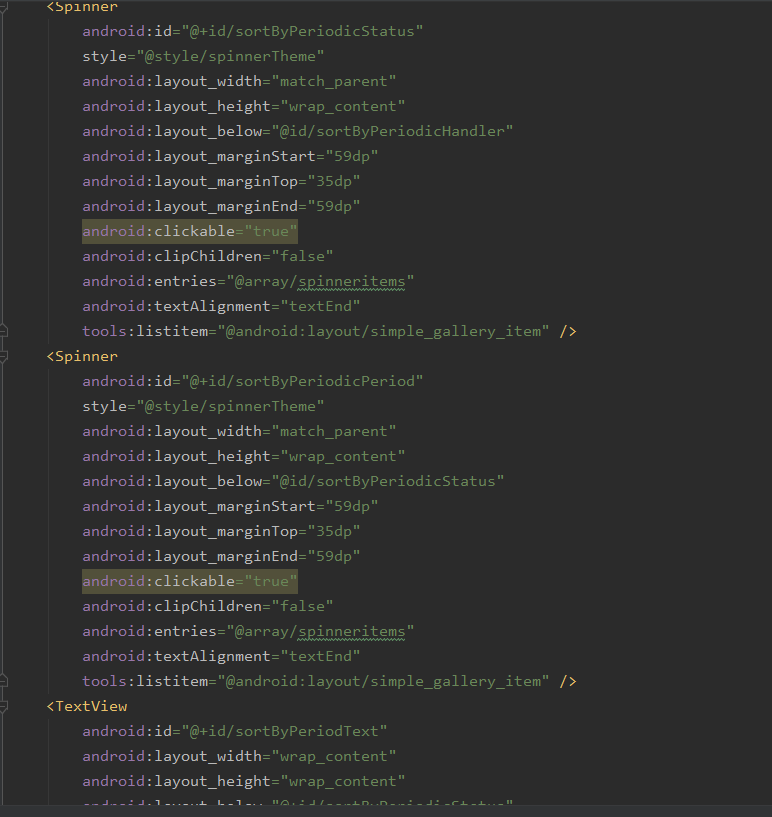 <Spinner
android:id="@+id/sortByPeriodicStatus"
style="@style/spinnerTheme"
android:layout_width="match_parent"
android:layout_height="wrap_content"
android:layout_below="@id/sortByPeriodicHandler"
android:layout_marginStart="59dp"
android:layout_marginTop="35dp"
android:layout_marginEnd="59dp"
android:clickable="true"
android:clipChildren="false"
android:entries="@array/spinneritems"
android:textAlignment="textEnd"
tools:listitem="@android:layout/simple_gallery_item" />
<Spinner
android:id="@+id/sortByPeriodicPeriod"
style="@style/spinnerTheme"
android:layout_width="match_parent"
android:layout_height="wrap_content"
android:layout_below="@id/sortByPeriodicStatus"
android:layout_marginStart="59dp"
android:layout_marginTop="35dp"
android:layout_marginEnd="59dp"
android:clickable="true"
android:clipChildren="false"
android:entries="@array/spinneritems"
android:textAlignment="textEnd"
tools:listitem="@android:layout/simple_gallery_item" />
<TextView
android:id="@+id/sortByPeriodText"
android:layout_width="wrap_content"
android:layout_height="wrap_content"
android:layout_below="@+id/sortByPeriodicStatus"